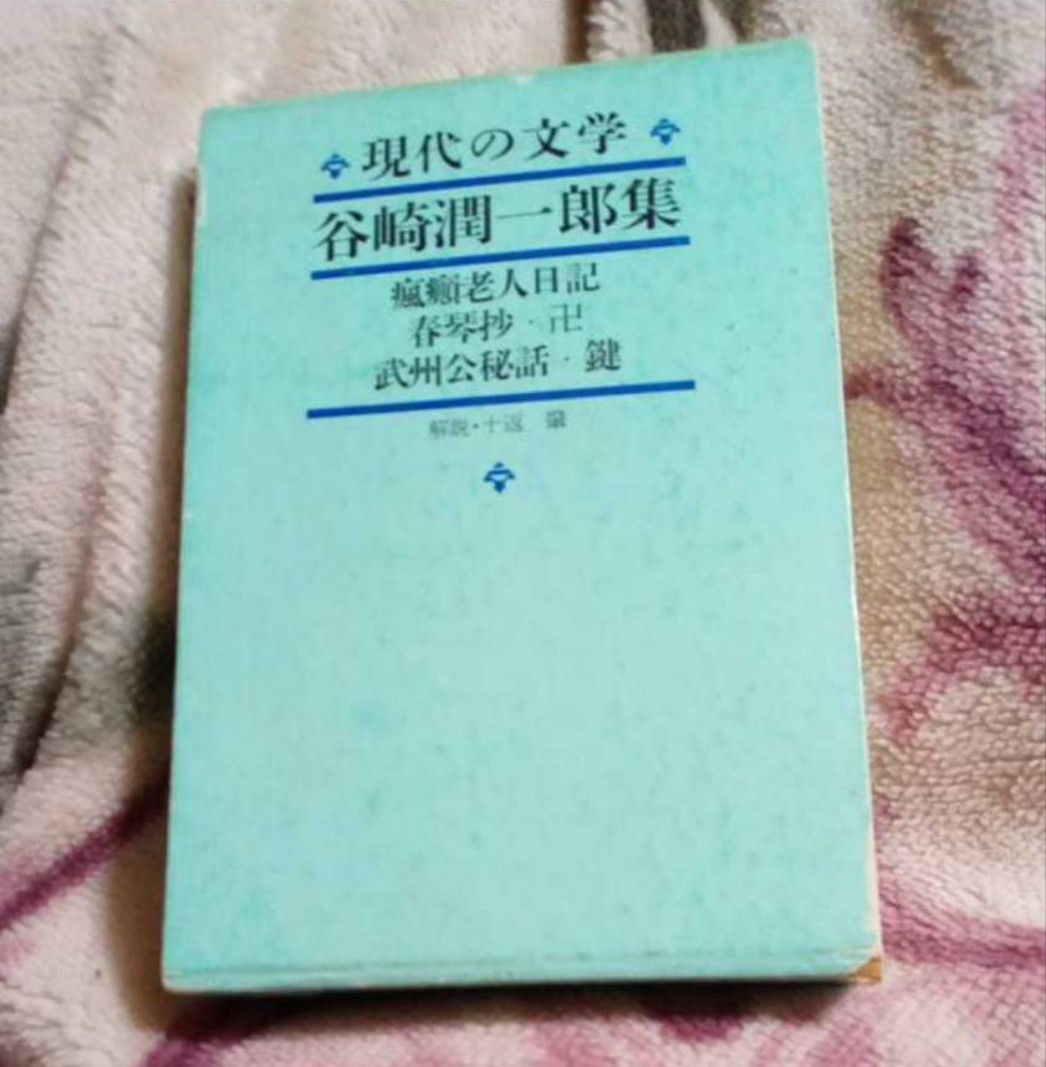 現代の文学
谷崎潤一郎集
瘋癲老人日記
春琴抄・卍
武州公秘話・鍵
解説・十返 肇